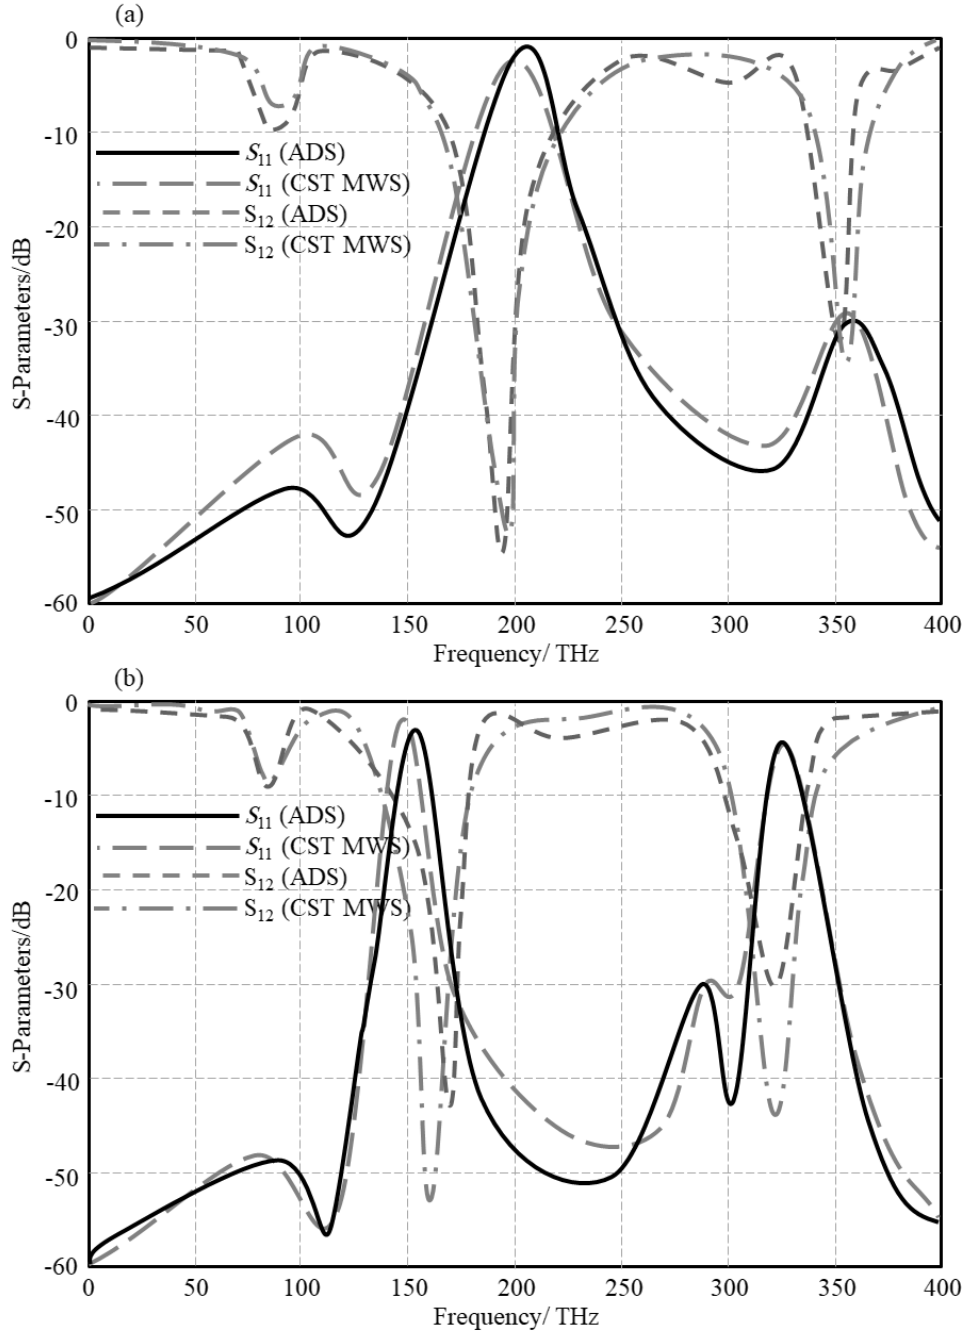 (a)
0
-10
-20
-30
-40
-50
-60
S-Parameters/dB
S11 (ADS)
S11 (CST MWS)
S12 (ADS)
S12 (CST MWS)
0 50 100 150 200 250 300 350 400
Frequency/ THz
(b)
0
-10
-20
-30
-40
-50
-60
S-Parameters/dB
S11 (ADS)
S11 (CST MWS)
S12 (ADS)
S12 (CST MWS)
0 50 100 150 200 250 300 350 400
Frequency/ THz